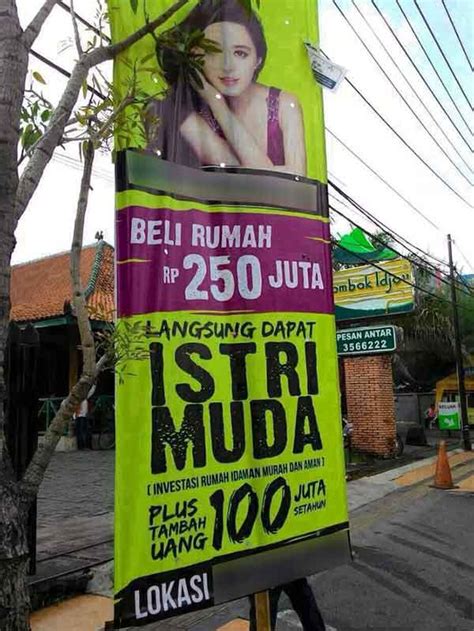 BELI RUMAH
RP 250 JUTA
LANGSUNG DAPAT
ISTRI
MUDA
[INVESTASI RUMAH IDAMAN MURAH DAN AMAN]
PLUS
TAMBAH
UANG
100 JUTA
SETAHUN
LOKASI
ombok Idjo
PESAN ANTAR
3566222